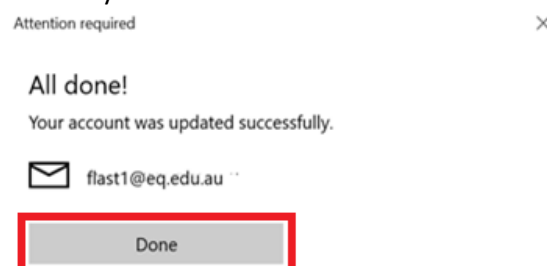 Attention required
All done!
Your account was updated successfully.
flast1@eq.edu.au
Done